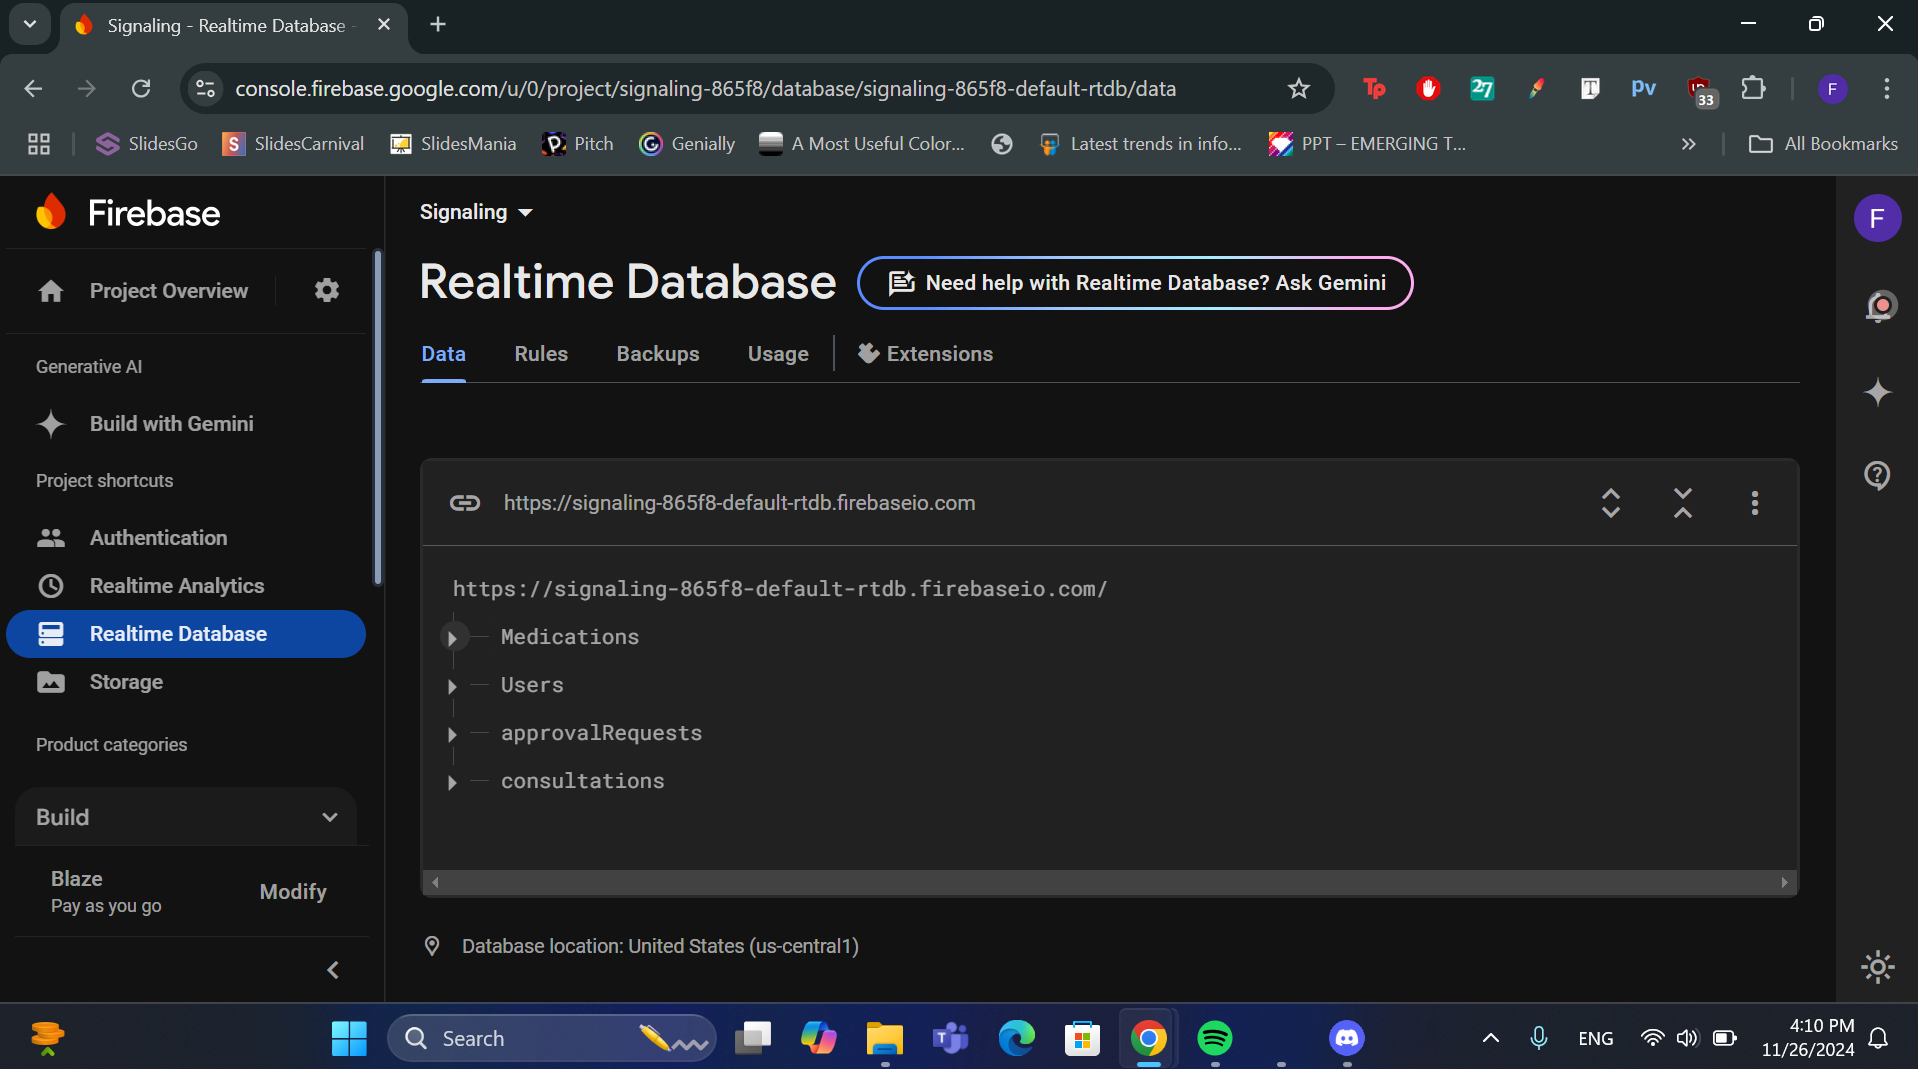 Signaling - Realtime Database -
console.firebase.google.com/u/0/project/signaling-865f8/database/signaling-865f8-default-rtdb/data
Tp
27
T
pv
33
F
SlidesGo
S SlidesCarnival
SlidesMania
Pitch
Genially
A Most Useful Color...
Latest trends in info...
PPT – EMERGING T...
All Bookmarks
Firebase
Project Overview
Generative AI
Build with Gemini
Project shortcuts
Authentication
Realtime Analytics
Realtime Database
Storage
Product categories
Build
Blaze
Pay as you go
Modify
Signaling
Realtime Database
Need help with Realtime Database? Ask Gemini
Data Rules Backups Usage Extensions
https://signaling-865f8-default-rtdb.firebaseio.com
https://signaling-865f8-default-rtdb.firebaseio.com/
Medications
Users
approvalRequests
consultations
Database location: United States (us-central1)
F
Search
ENG
4:10 PM
11/26/2024